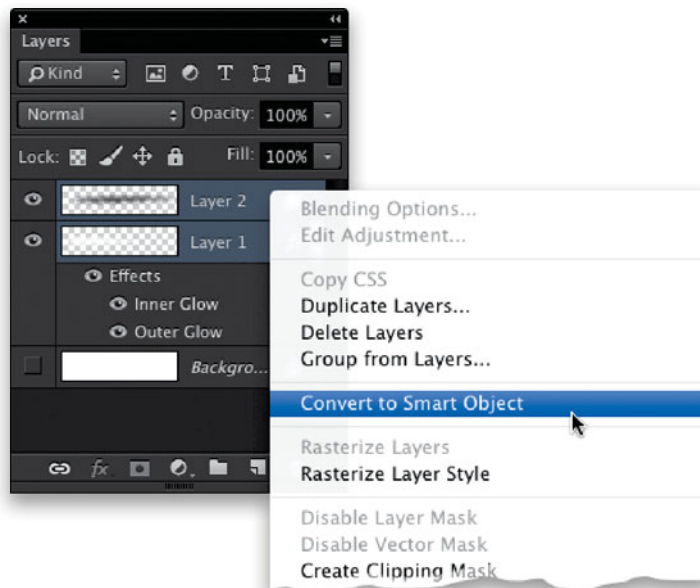 Layers
Kind
Normal Opacity: 100%
Lock: Fill: 100%
Layer 2
Layer 1
Effects
Inner Glow
Outer Glow
Backgro...
fx
Blending Options...
Edit Adjustment...
Copy CSS
Duplicate Layers...
Delete Layers
Group from Layers...
Convert to Smart Object
Rasterize Layers
Rasterize Layer Style
Disable Layer Mask
Disable Vector Mask
Create Clipping Mask